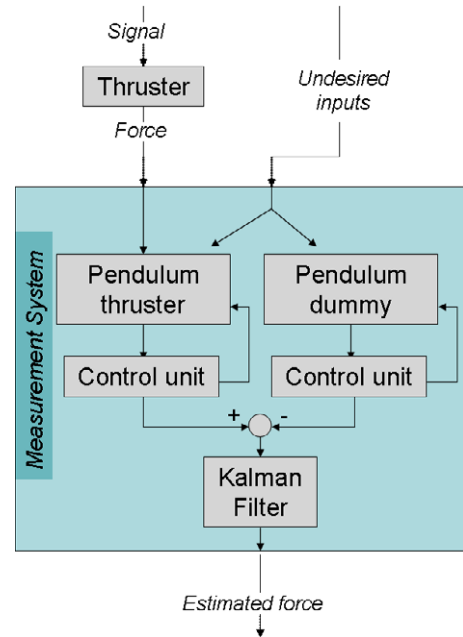 Signal
Thruster
Undesired
inputs
Force
Measurement System
Pendulum
thruster
Pendulum
dummy
Control unit
Control unit
+
-
Kalman
Filter
Estimated force